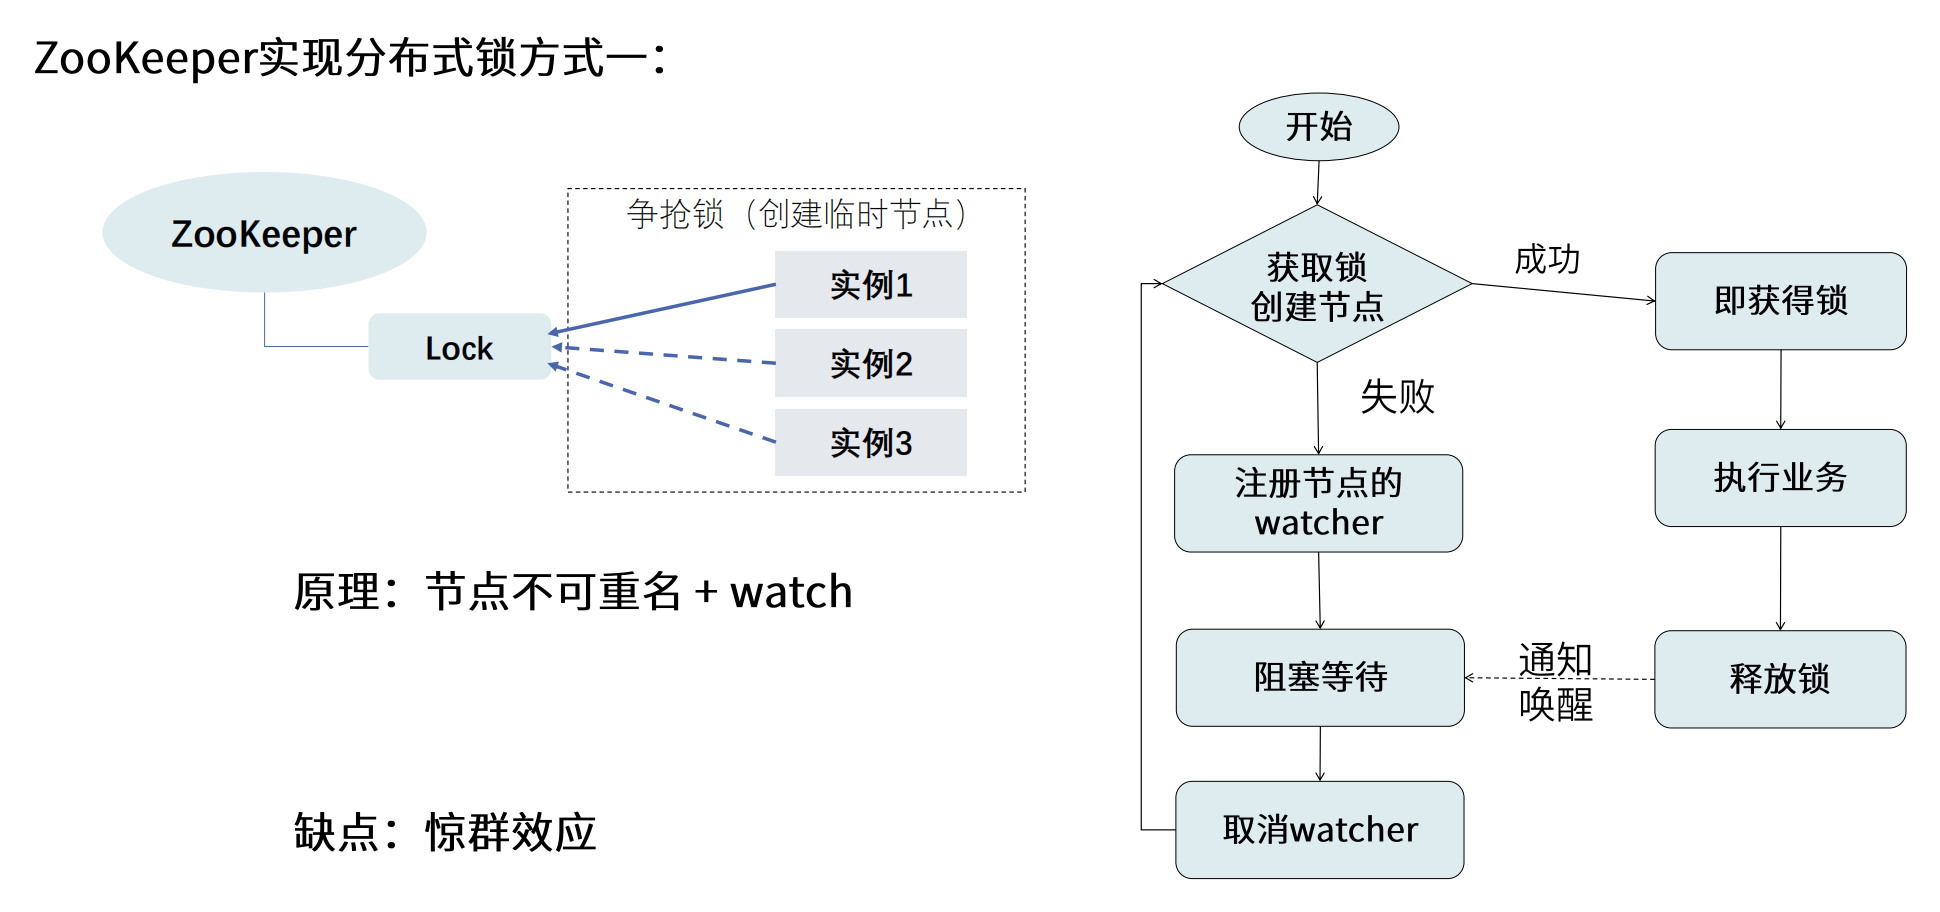 ZooKeeper实现分布式锁方式一：
ZooKeeper
Lock
争抢锁（创建临时节点）
实例1
实例2
实例3
原理：节点不可重名 + watch
缺点：惊群效应
开始
获取锁
创建节点
成功
即获得锁
失败
执行业务
注册节点的
watcher
阻塞等待
通知
唤醒
释放锁
取消watcher